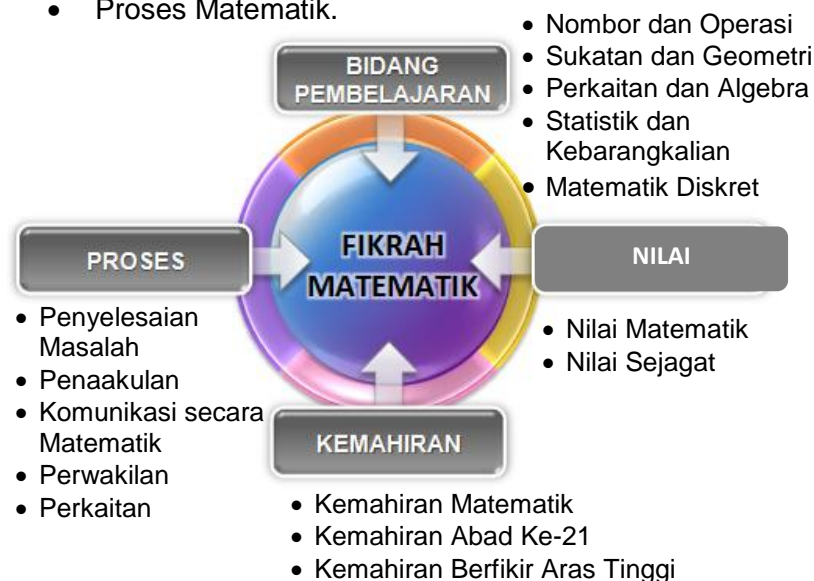 • Proses Matematik.
BIDANG
PEMBELAJARAN
• Nombor dan Operasi
• Sukatan dan Geometri
• Perkaitan dan Algebra
• Statistik dan
Kebarangkalian
• Matematik Diskret
PROSES
• Penyelesaian
Masalah
• Penaakulan
• Komunikasi secara
Matematik
• Perwakilan
• Perkaitan
FIKRAH
MATEMATIK
NILAI
• Nilai Matematik
• Nilai Sejagat
KEMAHIRAN
• Kemahiran Matematik
• Kemahiran Abad Ke-21
• Kemahiran Berfikir Aras Tinggi